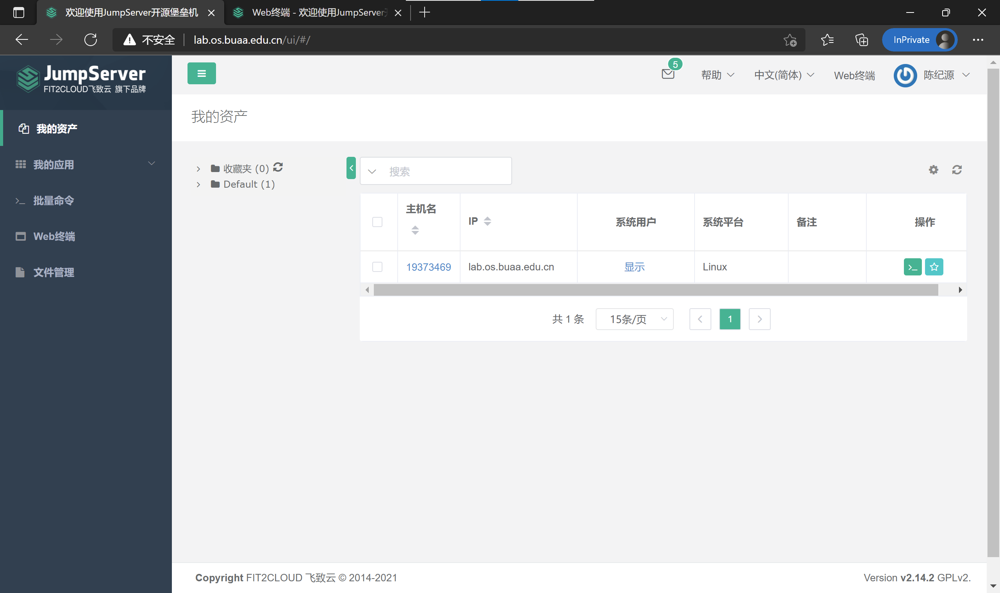 欢迎使用JumpServer开源堡垒机
Web终端 - 欢迎使用JumpServer
不安全
lab.os.buaa.edu.cn/ui/#/
InPrivate
JumpServer
FIT2CLOUD飞致云 旗下品牌
5
帮助
中文(简体)
Web终端
陈纪源
我的资产
我的应用
批量命令
Web终端
文件管理
我的资产
收藏夹 (0)
Default (1)
搜索
主机名
IP
系统用户
系统平台
备注
操作
19373469
lab.os.buaa.edu.cn
显示
Linux
共 1 条
15条/页
1
Copyright FIT2CLOUD 飞致云 © 2014-2021
Version v2.14.2 GPLv2.